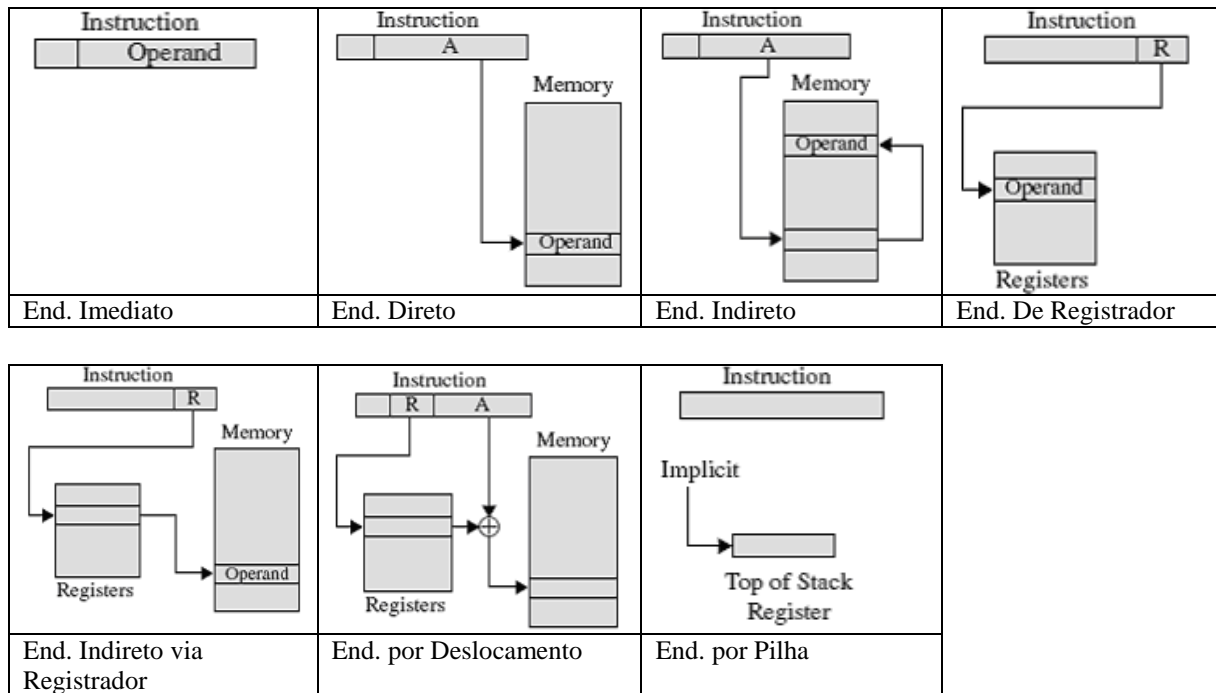 Instruction
Operand
End. Imediato
Instruction
A
Memory
Operand
End. Direto
Instruction
A
Memory
Operand
End. Indireto
Instruction
R
Operand
Registers
End. De Registrador
Instruction
R
Memory
Operand
Registers
End. Indireto via
Registrador
Instruction
R A
Memory
Registers
End. por Deslocamento
Instruction
Implicit
Top of Stack
Register
End. por Pilha